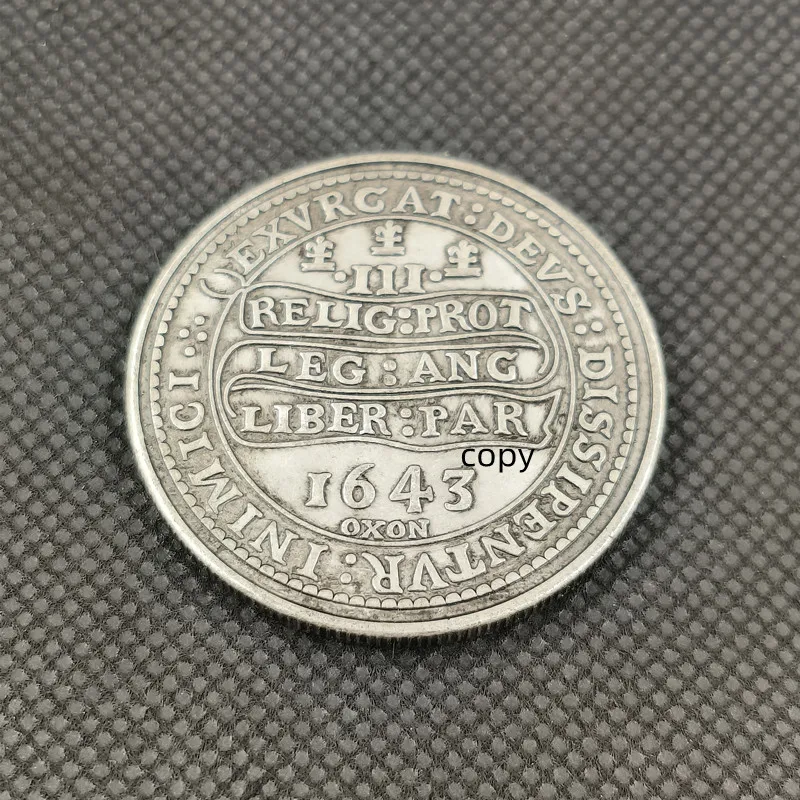 EXVRGAT : DEVS : DISSIPENTVR : INIMICI
· III ·
RELIG : PROT
LEG : ANG
LIBER : PAR
1643
OXON
copy